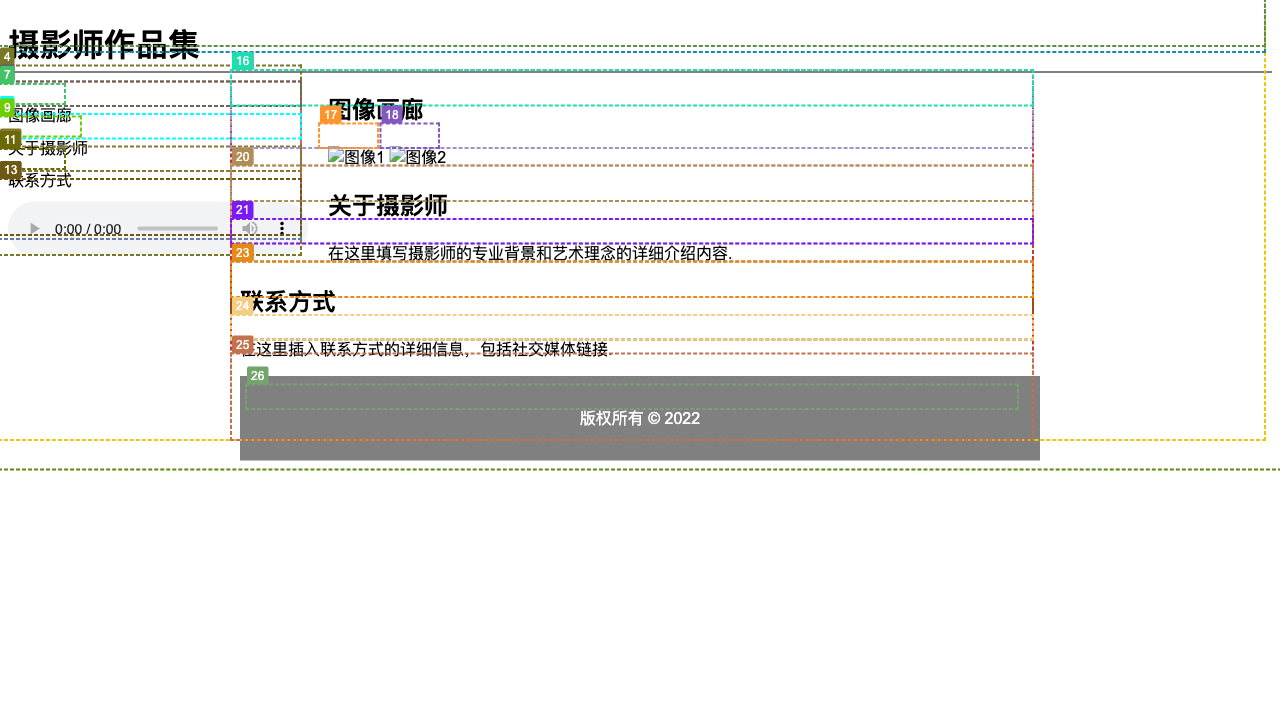 摄影师作品集
4
16
7
图像画廊
9
图像画廊
17
18
11
关于摄影师
图像1 图像2
20
13
联系方式
关于摄影师
21
0:00 / 0:00
23
在这里填写摄影师的专业背景和艺术理念的详细介绍内容.
24
联系方式
25
在这里插入联系方式的详细信息，包括社交媒体链接.
26
版权所有 © 2022